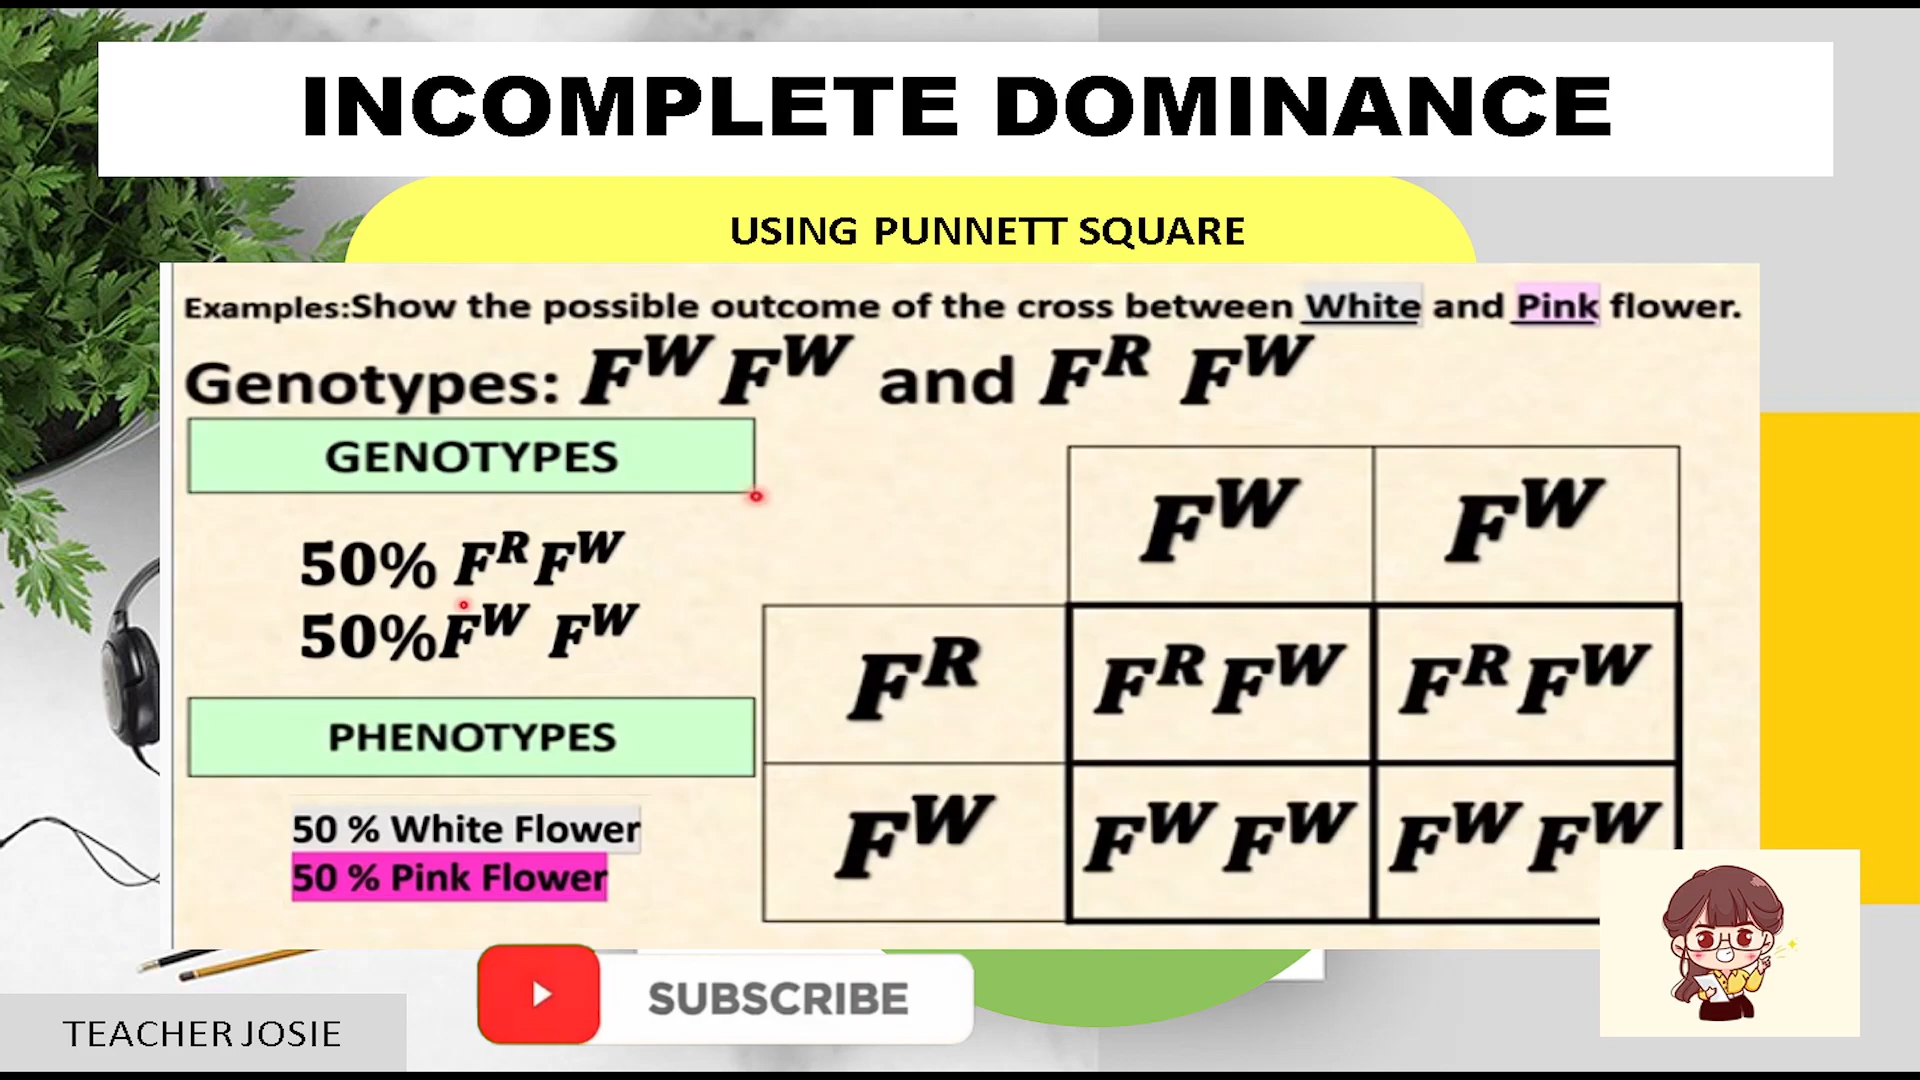 INCOMPLETE DOMINANCE
USING PUNNETT SQUARE
Examples:Show the possible outcome of the cross between White and Pink flower.
Genotypes: F^W F^W and F^R F^W
GENOTYPES
50% F^R F^W
50% F^W F^W
PHENOTYPES
50 % White Flower
50 % Pink Flower
F^W F^W
F^R F^R F^W F^R F^W
F^W F^W F^W F^W F^W
SUBSCRIBE
TEACHER JOSIE